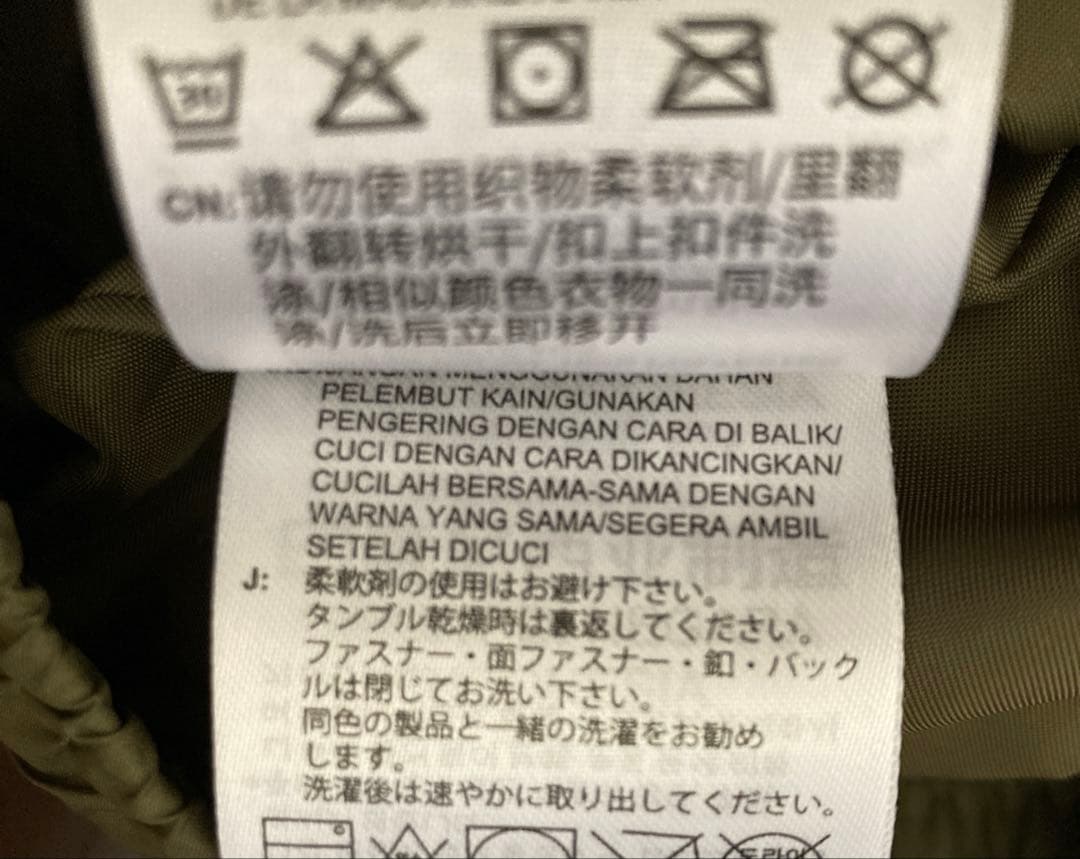 30
CN:请勿使用织物柔软剂/里翻
外翻转烘干/扣上扣件洗
涤/相似颜色衣物一同洗
涤/洗后立即移开
MENGGUNAKAN BAHAN
PELEMBUT KAIN/GUNAKAN
PENGERING DENGAN CARA DI BALIK/
CUCI DENGAN CARA DIKANCINGKAN/
CUCILAH BERSAMA-SAMA DENGAN
WARNA YANG SAMA/SEGERA AMBIL
SETELAH DICUCI
J: 柔軟剤の使用はお避け下さい。
タンブル乾燥時は裏返してください。
ファスナー・面ファスナー・釦・バック
ルは閉じてお洗い下さい。
同色の製品と一緒の洗濯をお勧め
します。
洗濯後は速やかに取り出してください。
드라이